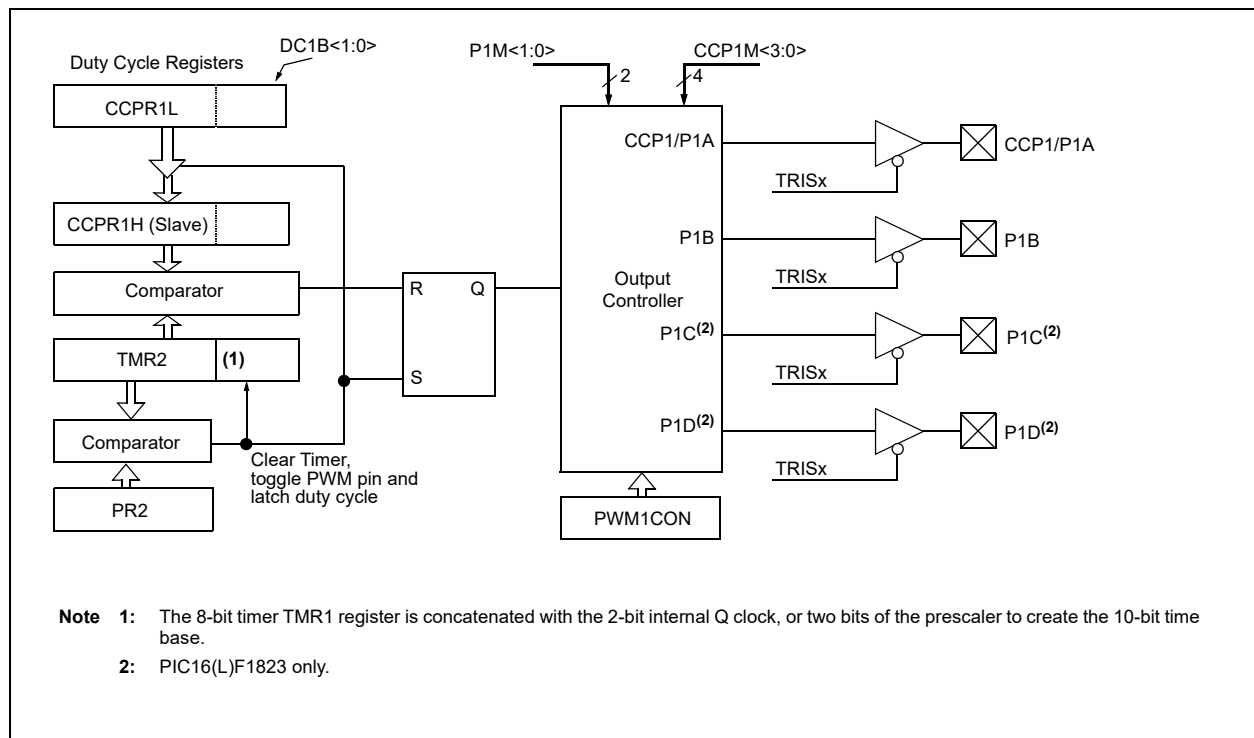 DC1B<1:0>
Duty Cycle Registers
CCPR1L
CCPR1H (Slave)
Comparator
TMR2
(1)
Comparator
PR2
Clear Timer,
toggle PWM pin and
latch duty cycle
R
Q
S
P1M<1:0>
2
CCP1M<3:0>
4
Output
Controller
CCP1/P1A
P1B
P1C(2)
P1D(2)
PWM1CON
TRISx
CCP1/P1A
TRISx
P1B
TRISx
P1C(2)
TRISx
P1D(2)
Note 1: The 8-bit timer TMR1 register is concatenated with the 2-bit internal Q clock, or two bits of the prescaler to create the 10-bit time
base.
2: PIC16(L)F1823 only.